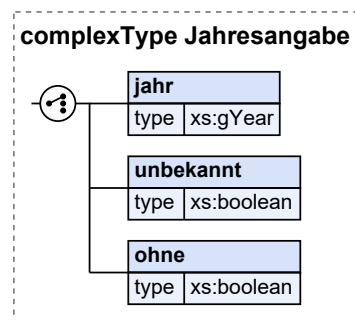 complexType Jahresangabe
jahr
type xs:gYear
unbekannt
type xs:boolean
ohne
type xs:boolean